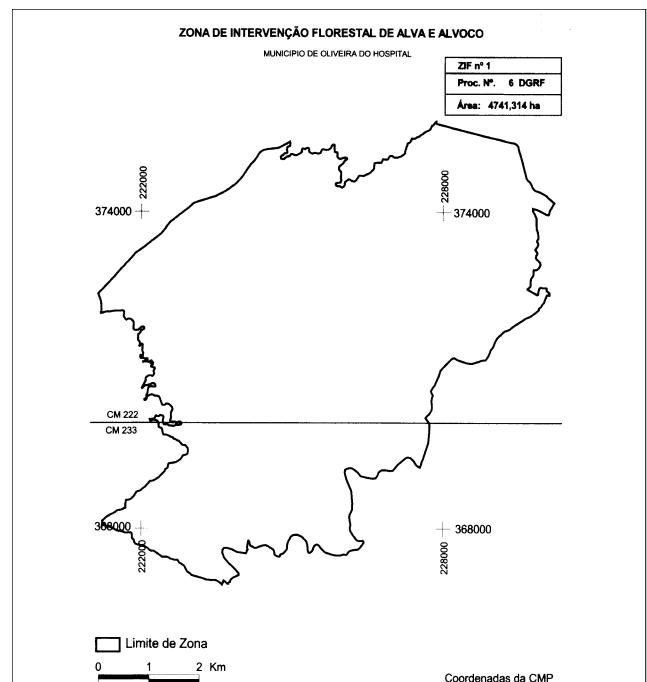 ZONA DE INTERVENÇÃO FLORESTAL DE ALVA E ALVOCO
MUNICIPIO DE OLIVEIRA DO HOSPITAL
ZIF nº 1
Proc. Nº. 6 DGRF
Área: 4741,314 ha
222000
228000
374000
374000
CM 222
CM 233
368000
368000
222000
228000
Limite de Zona
0 1 2 Km
Coordenadas da CMP